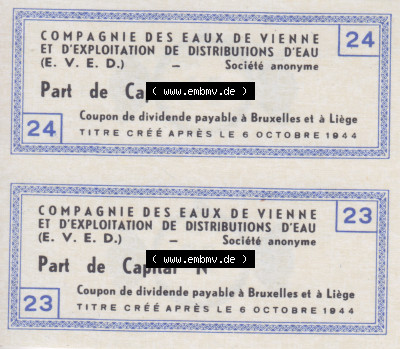 COMPAGNIE DES EAUX DE VIENNE 24
ET D'EXPLOITATION DE DISTRIBUTIONS D'EAU
(E. V. E. D.) – Société anonyme
( www.embmv.de )
Part de
( www.embmv.de )
24 Coupon de dividende payable à Bruxelles et à Liège
TITRE CRÉÉ APRÈS LE 6 OCTOBRE 1944
COMPAGNIE DES EAUX DE VIENNE 23
ET D'EXPLOITATION DE DISTRIBUTIONS D'EAU
(E. V. E. D.) – Société anonyme
( www.embmv.de )
Part de Capital
23 Coupon de dividende payable à Bruxelles et à Liège
TITRE CRÉÉ APRÈS LE 6 OCTOBRE 1944